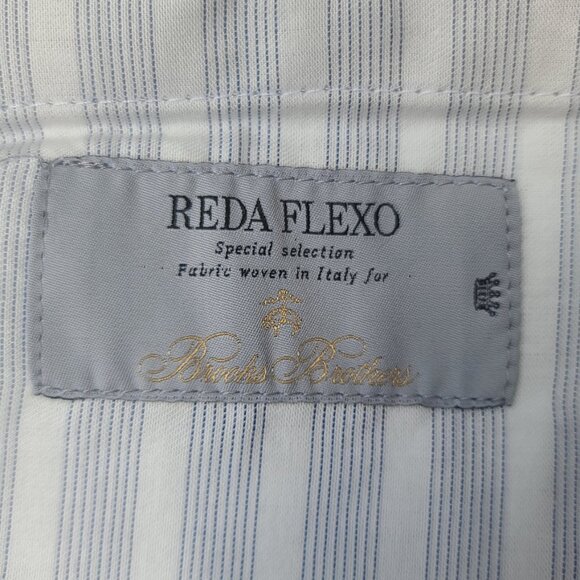 REDA FLEXO
Special selection
Fabric woven in Italy for
Brooks Brothers